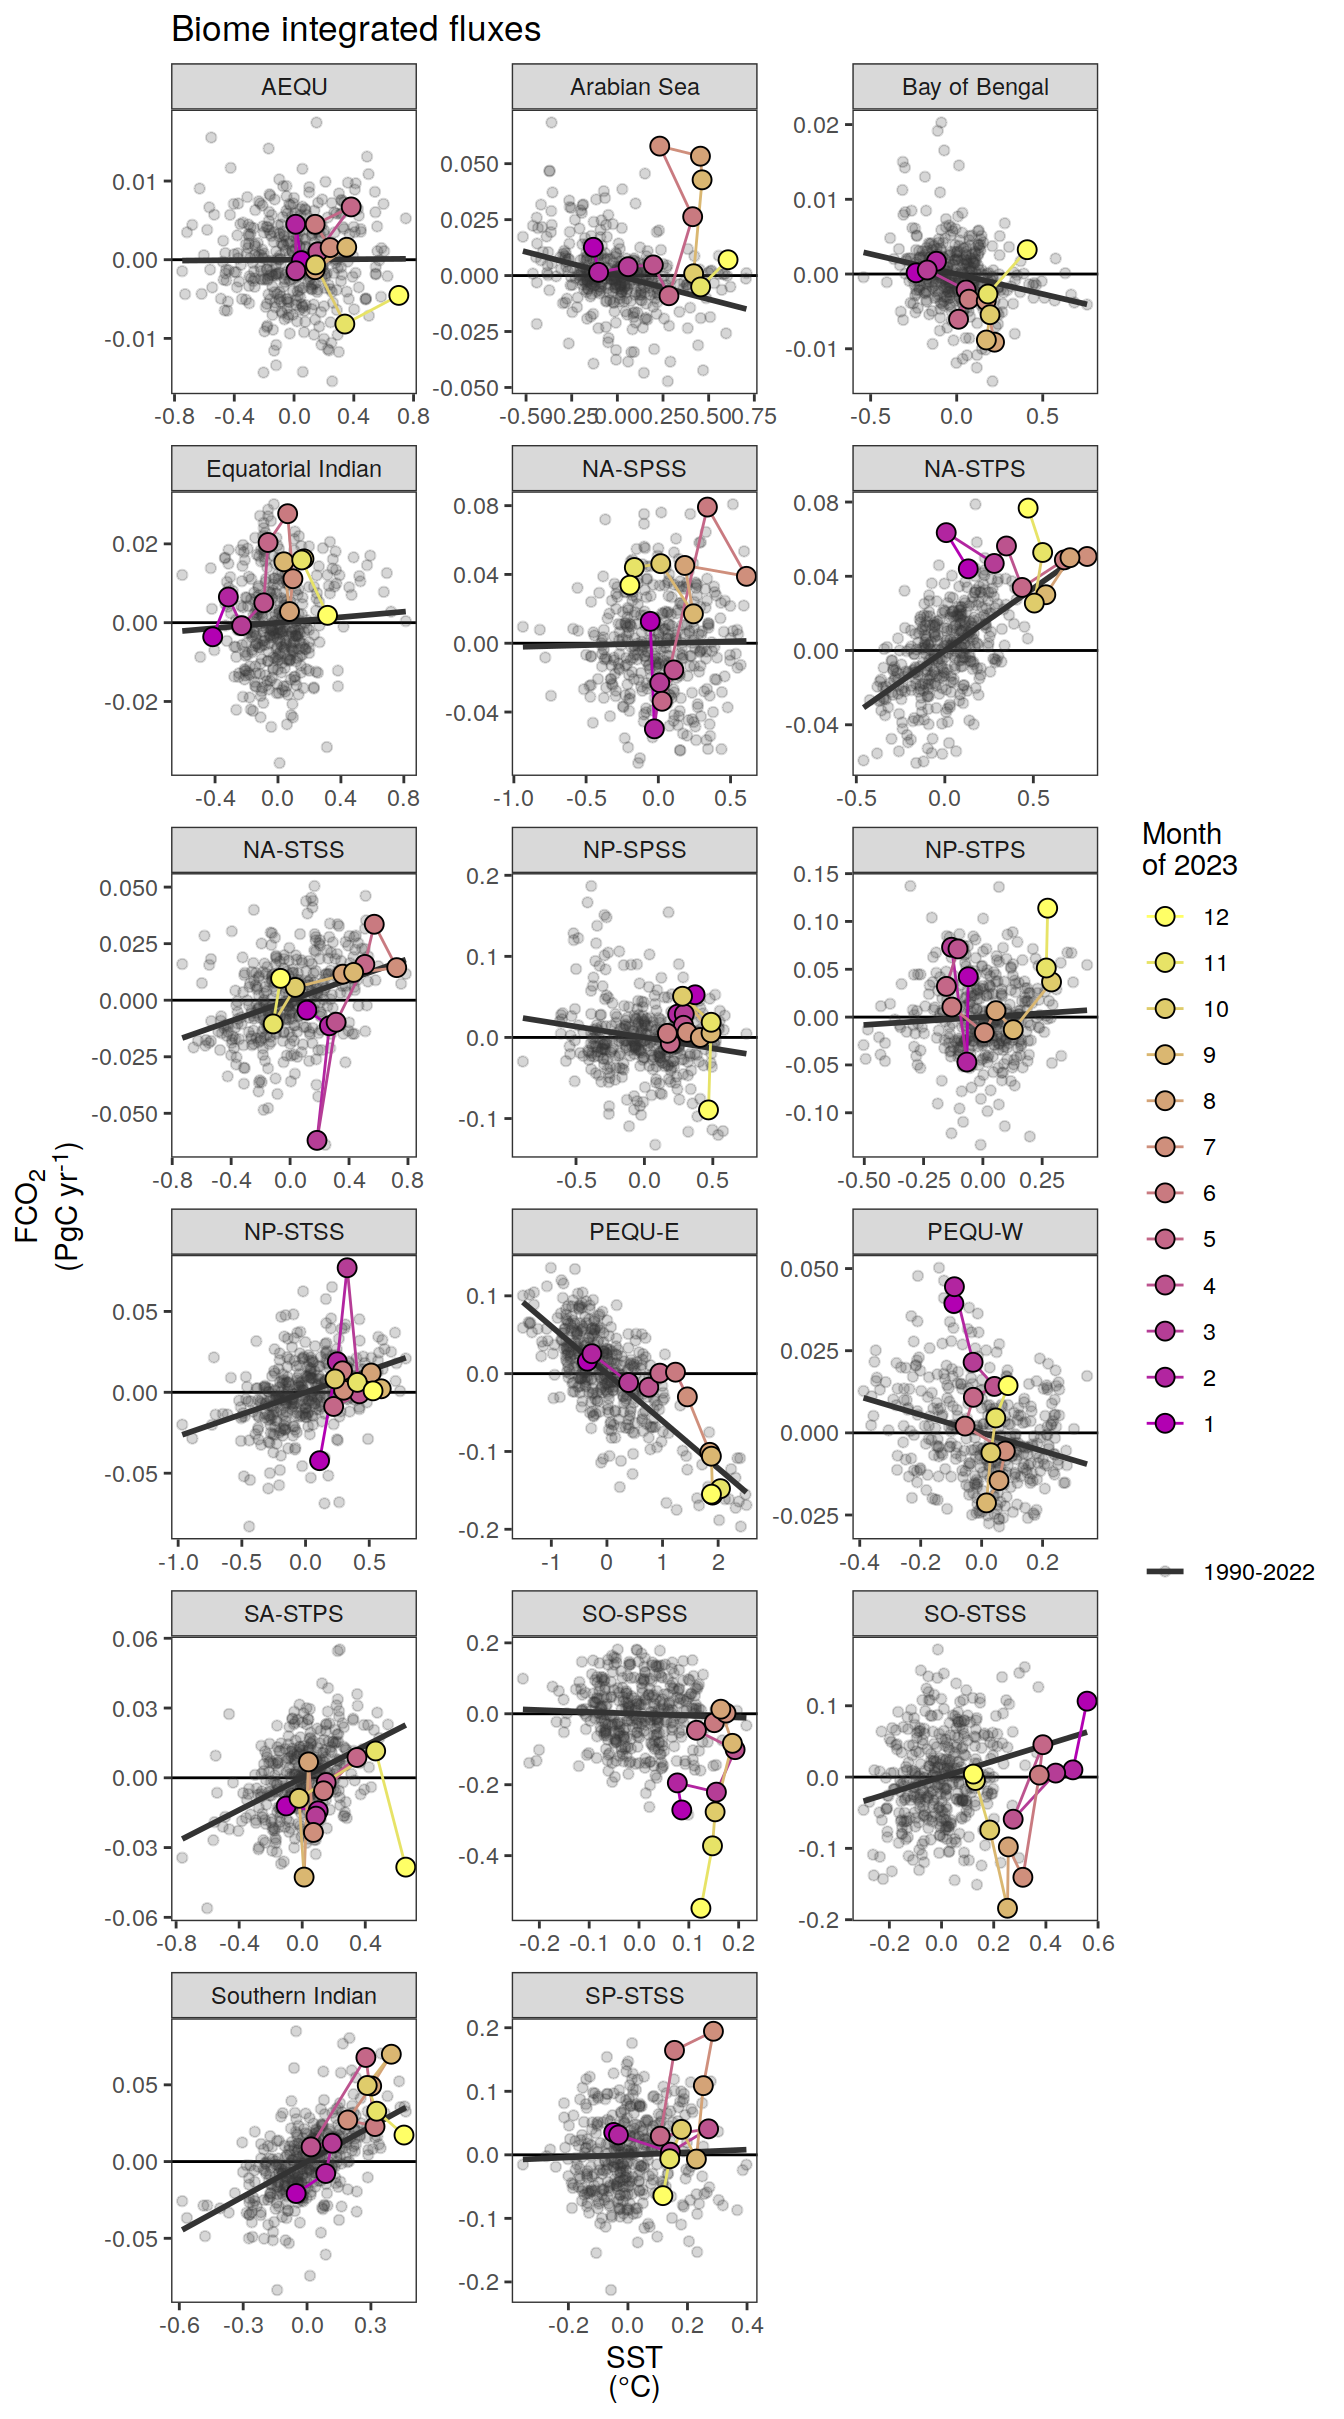 Biome integrated fluxes
AEQU
Arabian Sea
Bay of Bengal
0.01
0.00
-0.01
0.050
0.025
0.000
-0.025
-0.050
0.02
0.01
0.00
-0.01
-0.8 -0.4 0.0 0.4 0.8
-0.50 -0.25 0.00 0.25 0.50 0.75
-0.5 0.0 0.5
Equatorial Indian
NA-SPSS
NA-STPS
0.02
0.00
-0.02
0.08
0.04
0.00
-0.04
0.08
0.04
0.00
-0.04
-0.4 0.0 0.4 0.8
-1.0 -0.5 0.0 0.5
-0.5 0.0 0.5
NA-STSS
NP-SPSS
NP-STPS
0.050
0.025
0.000
-0.025
-0.050
0.2
0.1
0.0
-0.1
0.15
0.10
0.05
0.00
-0.05
-0.10
-0.8 -0.4 0.0 0.4 0.8
-0.5 0.0 0.5
-0.50 -0.25 0.00 0.25
NP-STSS
PEQU-E
PEQU-W
0.05
0.00
-0.05
0.1
0.0
-0.1
-0.2
0.050
0.025
0.000
-0.025
-1.0 -0.5 0.0 0.5
-1 0 1 2
-0.4 -0.2 0.0 0.2
SA-STPS
SO-SPSS
SO-STSS
0.06
0.03
0.00
-0.03
-0.06
0.2
0.0
-0.2
-0.4
0.1
0.0
-0.1
-0.2
-0.8 -0.4 0.0 0.4
-0.2 -0.1 0.0 0.1 0.2
-0.2 0.0 0.2 0.4 0.6
Southern Indian
SP-STSS
0.05
0.00
-0.05
0.2
0.1
0.0
-0.1
-0.2
-0.6 -0.3 0.0 0.3
-0.2 0.0 0.2 0.4
SST
(°C)
FCO2
(PgC yr-1)
Month
of 2023
12
11
10
9
8
7
6
5
4
3
2
1
1990-2022